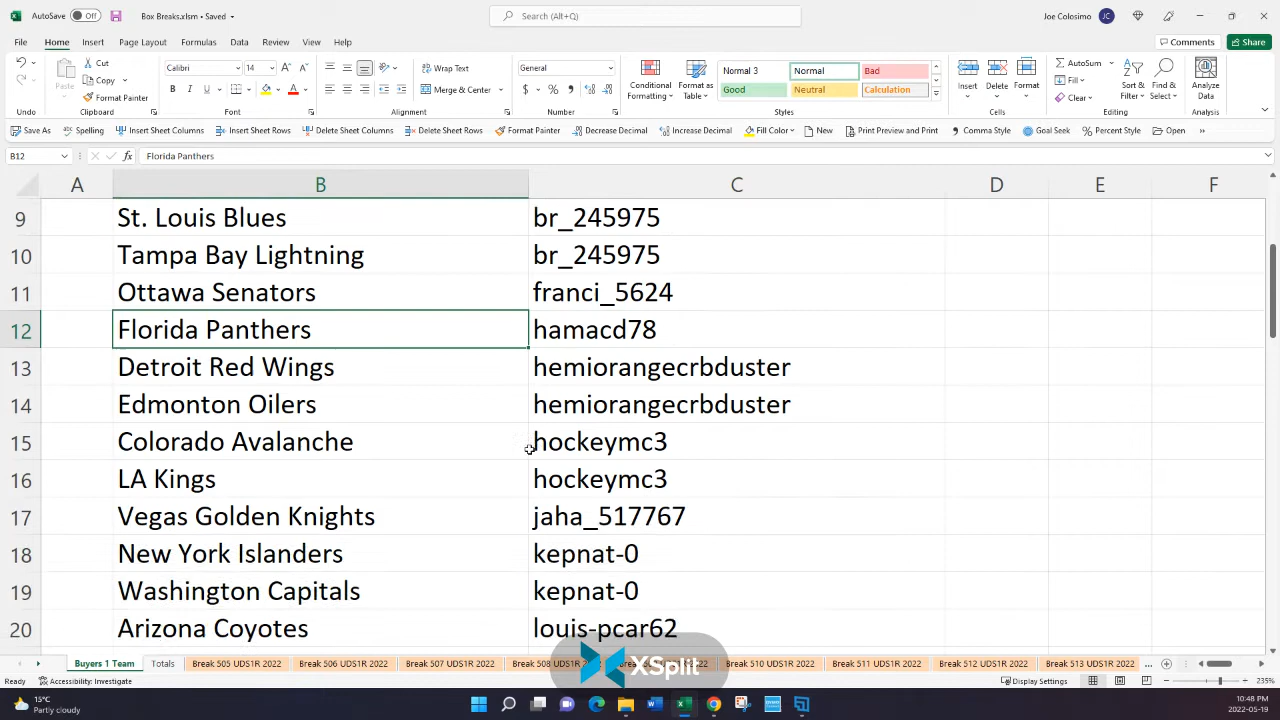 AutoSave Off Box Breaks.xlsm • Saved Search (Alt+Q) Joe Colosimo JC
File Home Insert Page Layout Formulas Data Review View Help Comments Share
Cut Calibri 14 Wrap Text General Normal 3 Normal Bad AutoSum
Copy Fill
Paste Format Painter Merge & Center Conditional Formatting Format as Table Good Neutral Calculation Insert Delete Format Clear Sort & Filter Find & Select Analyze Data
Undo Clipboard Font Alignment Number Styles Cells Editing Analysis
Save As Spelling Insert Sheet Columns Insert Sheet Rows Delete Sheet Columns Delete Sheet Rows Format Painter Decrease Decimal Increase Decimal Fill Color New Print Preview and Print Comma Style Goal Seek Percent Style Open
B12 fx Florida Panthers
A B C D E F
9 St. Louis Blues br_245975
10 Tampa Bay Lightning br_245975
11 Ottawa Senators franci_5624
12 Florida Panthers hamacd78
13 Detroit Red Wings hemiorangecrbduster
14 Edmonton Oilers hemiorangecrbduster
15 Colorado Avalanche hockeymc3
16 LA Kings hockeymc3
17 Vegas Golden Knights jaha_517767
18 New York Islanders kepnat-0
19 Washington Capitals kepnat-0
20 Arizona Coyotes louis-pcar62
XSplit
Buyers 1 Team Totals Break 505 UDS1R 2022 Break 506 UDS1R 2022 Break 507 UDS1R 2022 Break 508 Break 510 UDS1R 2022 Break 511 UDS1R 2022 Break 512 UDS1R 2022 Break 513 UDS1R 2022 ...
Ready Accessibility: Investigate Display Settings 235%
15°C 10:48 PM
Partly cloudy 2022-05-19